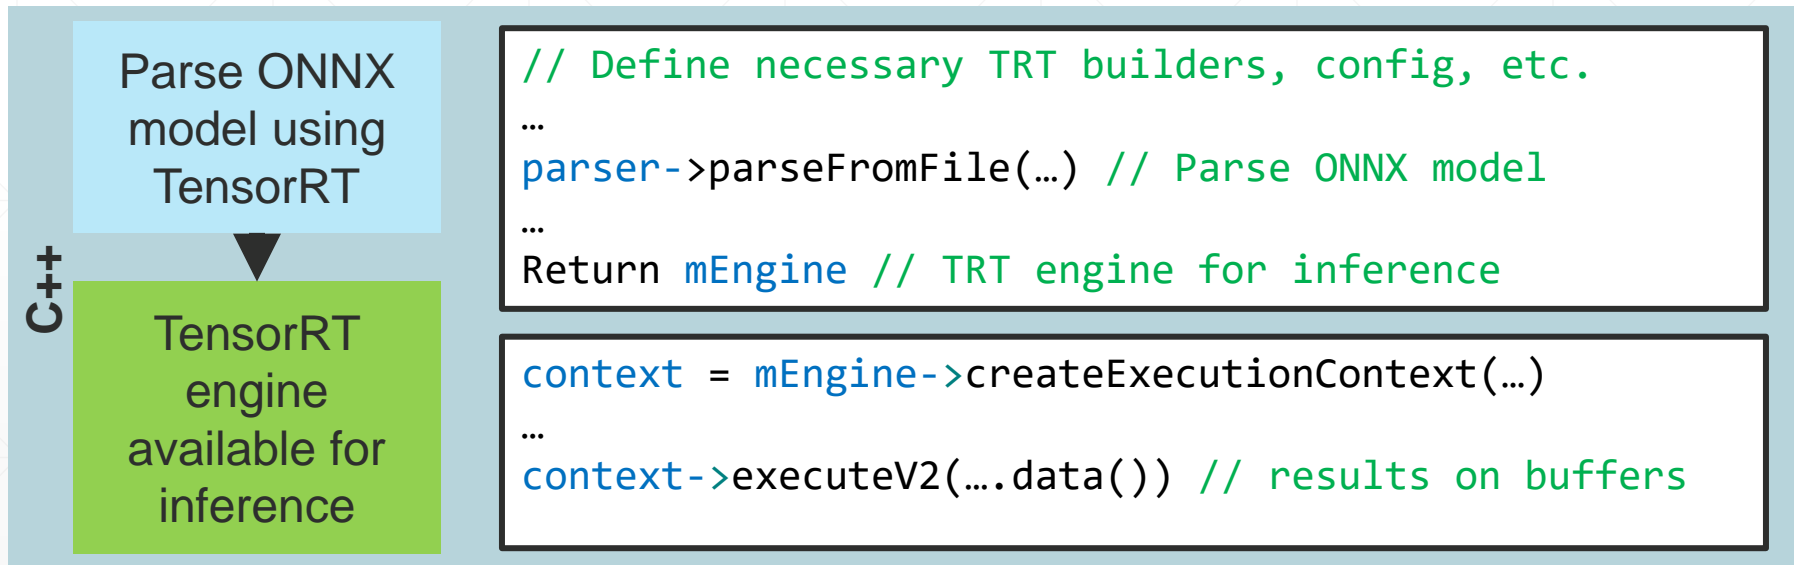 C++
Parse ONNX
model using
TensorRT
TensorRT
engine
available for
inference
// Define necessary TRT builders, config, etc.
…
parser->parseFromFile(…) // Parse ONNX model
…
Return mEngine // TRT engine for inference
context = mEngine->createExecutionContext(…)
…
context->executeV2(….data()) // results on buffers